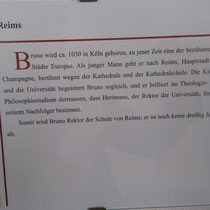 Reims
Bruno wird ca. 1030 in Köln geboren, zu jener Zeit eine der berühmte
Städte Europas. Als junger Mann geht er nach Reims, Hauptstadt
Champagne, berühmt wegen der Kathedrale und der Kathedralschule. Die Ka
und die Universität begeistern Bruno sogleich, und er brilliert im Theologie-
Philosophiestudium dermassen, dass Herimann, der Rektor der Universität, ihn
seinem Nachfolger bestimmt.
Somit wird Bruno Rektor der Schule von Reims; er ist noch keine dreißig Ja
alt.